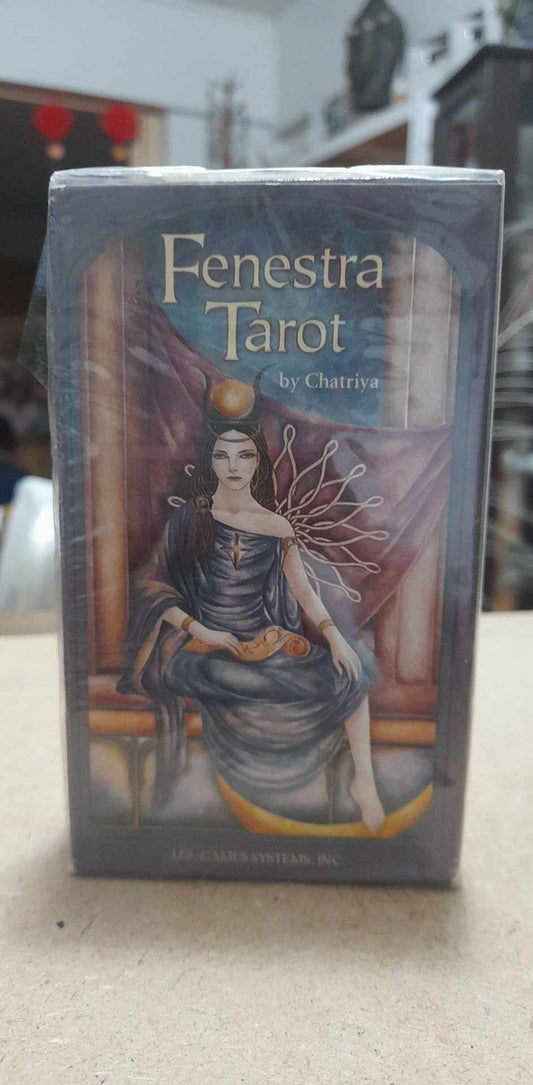 Fenestra
Tarot
by Chatriya
U.S. GAMES SYSTEMS, INC.